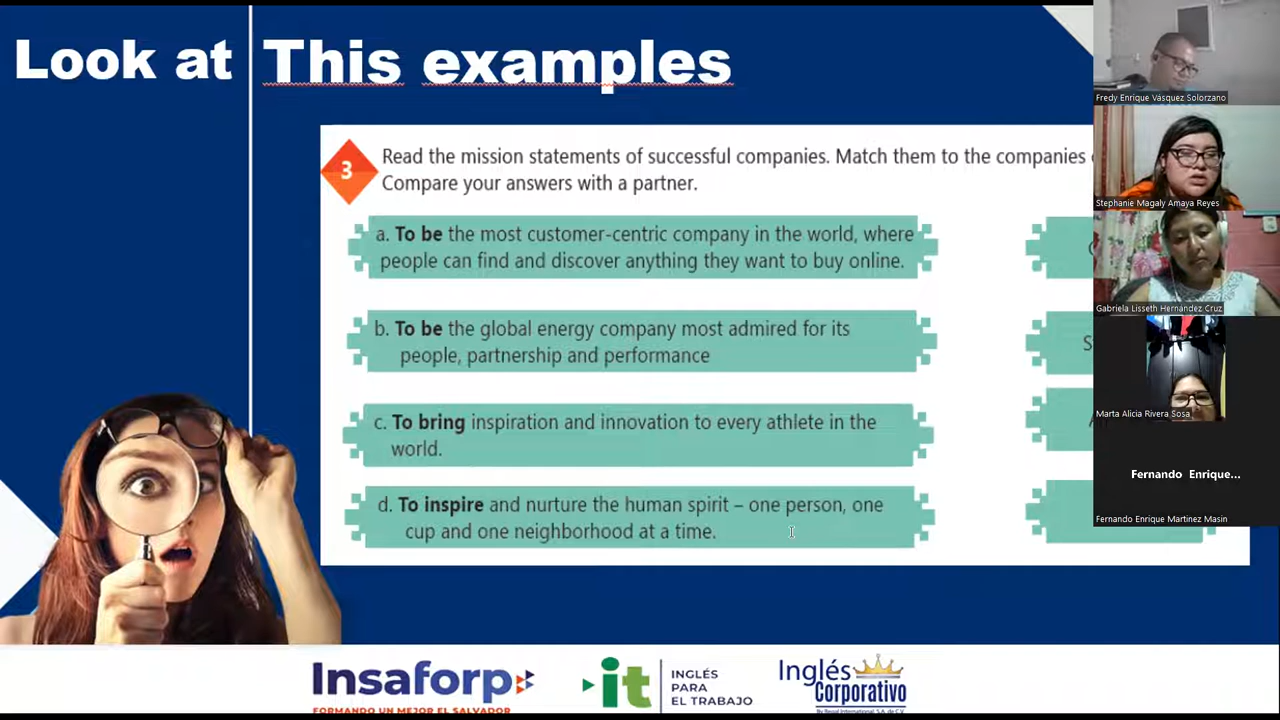 Look at
This examples
3
Read the mission statements of successful companies. Match them to the companies
Compare your answers with a partner.
a. To be the most customer-centric company in the world, where
people can find and discover anything they want to buy online.
b. To be the global energy company most admired for its
people, partnership and performance
c. To bring inspiration and innovation to every athlete in the
world.
d. To inspire and nurture the human spirit – one person, one
cup and one neighborhood at a time.
Fredy Enrique Vásquez Solorzano
Stephanie Magaly Amaya Reyes
Gabriela Lisseth Hernández Cruz
Marta Alicia Rivera Sosa
Fernando Enrique...
Fernando Enrique Martinez Masin
Insaforp
FORMANDO UN MEJOR EL SALVADOR
it
INGLÉS
PARA
EL TRABAJO
Inglés
Corporativo
By Regal International, S.A. de C.V.